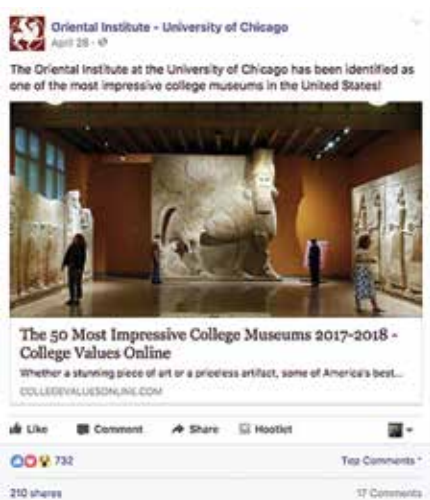 Oriental Institute - University of Chicago
April 28 ·
The Oriental Institute at the University of Chicago has been identified as
one of the most impressive college museums in the United States!
The 50 Most Impressive College Museums 2017-2018 -
College Values Online
Whether a stunning piece of art or a priceless artifact, some of America's best...
COLLEGEVALUESONLINE.COM
Like Comment Share Hootlet
732 Top Comments
210 shares 17 Comments